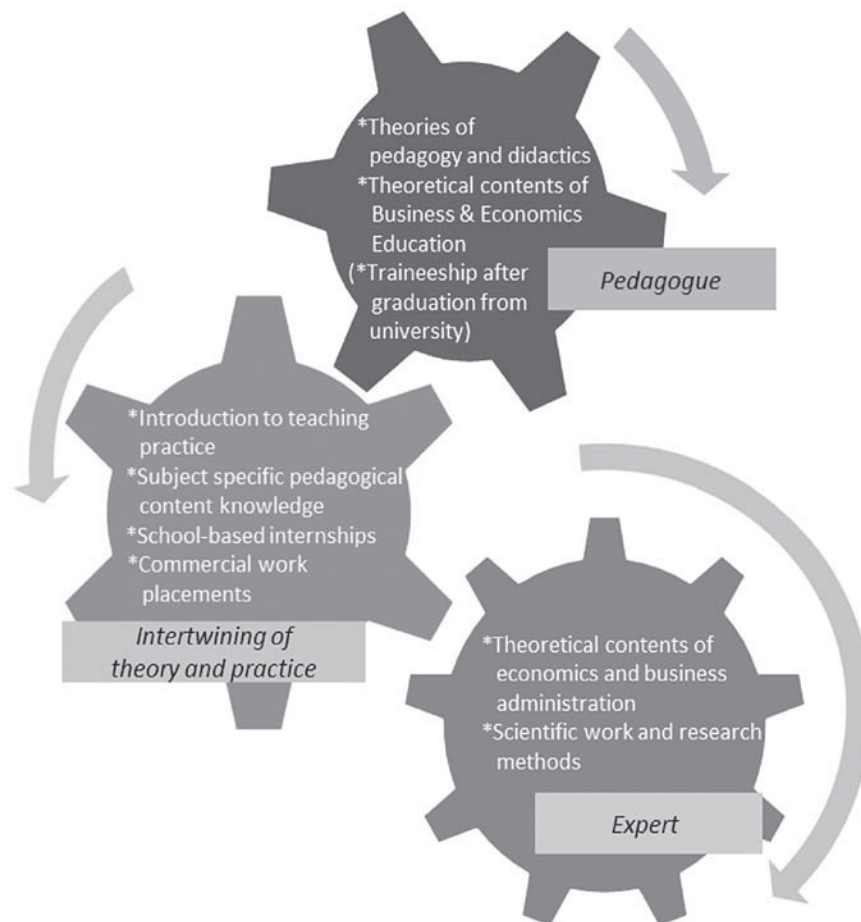 *Theories of
pedagogy and didactics
*Theoretical contents of
Business & Economics
Education
(*Traineeship after
graduation from
university)
Pedagogue
*Introduction to teaching
practice
*Subject specific pedagogical
content knowledge
*School-based internships
*Commercial work
placements
Intertwining of
theory and practice
*Theoretical contents of
economics and business
administration
*Scientific work and research
methods
Expert